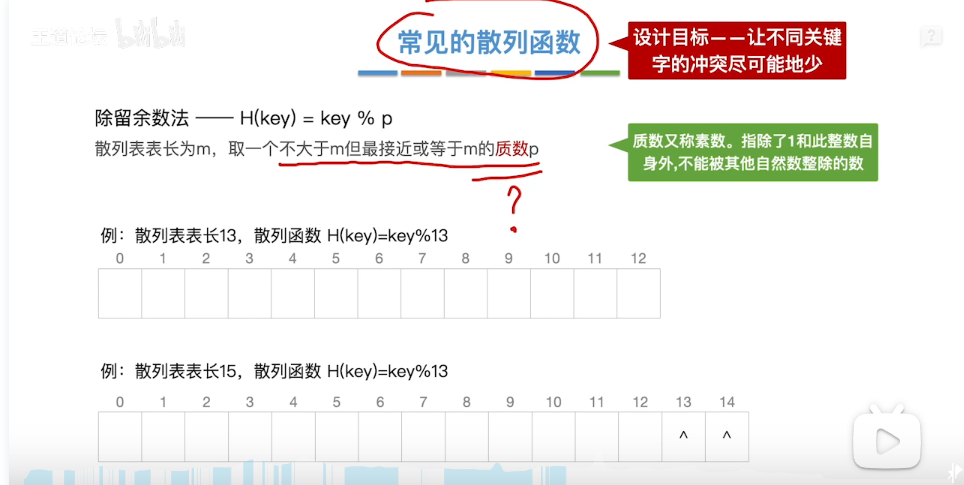 王道论坛 bilibili
常见的散列函数
设计目标——让不同关键
字的冲突尽可能地少
除留余数法 —— H(key) = key % p
散列表表长为m，取一个不大于m但最接近或等于m的质数p
质数又称素数。指除了1和此整数自
身外,不能被其他自然数整除的数
?
例：散列表表长13，散列函数 H(key)=key%13
0 1 2 3 4 5 6 7 8 9 10 11 12
例：散列表表长15，散列函数 H(key)=key%13
0 1 2 3 4 5 6 7 8 9 10 11 12 13 14
^ ^